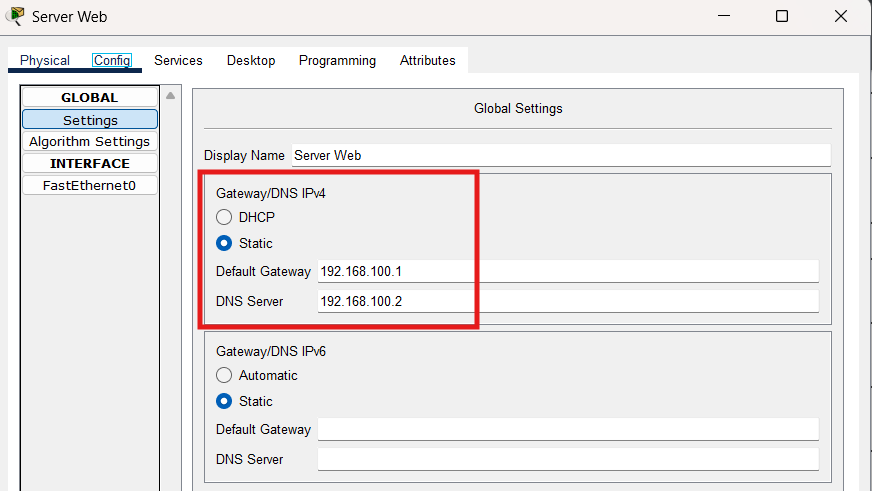 Server Web
Physical Config Services Desktop Programming Attributes
GLOBAL
Settings
Algorithm Settings
INTERFACE
FastEthernet0
Global Settings
Display Name Server Web
Gateway/DNS IPv4
DHCP
Static
Default Gateway 192.168.100.1
DNS Server 192.168.100.2
Gateway/DNS IPv6
Automatic
Static
Default Gateway
DNS Server